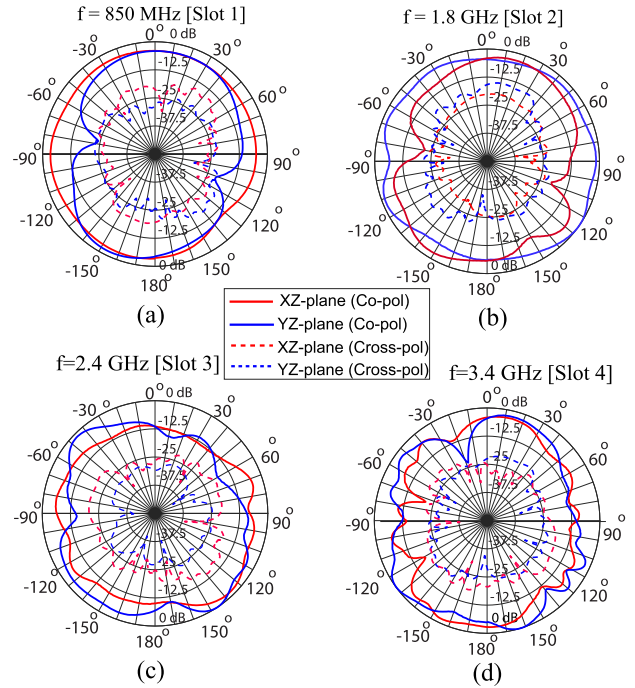 f = 850 MHz [Slot 1]
0° 0 dB
-30° 30°
-60° 60°
-90° 90°
-120° 120°
-150° 150°
180°
-12.5
-25
-37.5
-37.5
-25
-12.5
0 dB
(a)
f = 1.8 GHz [Slot 2]
0° 0 dB
-30° 30°
-60° 60°
-90° 90°
-120° 120°
-150° 150°
180°
-12.5
-25
-37.5
-37.5
-25
-12.5
0 dB
(b)
XZ-plane (Co-pol)
YZ-plane (Co-pol)
XZ-plane (Cross-pol)
YZ-plane (Cross-pol)
f=2.4 GHz [Slot 3]
0° 0 dB
-30° 30°
-60° 60°
-90° 90°
-120° 120°
-150° 150°
180°
-12.5
-25
-37.5
-37.5
-25
-12.5
0 dB
(c)
f=3.4 GHz [Slot 4]
0° 0 dB
-30° 30°
-60° 60°
-90° 90°
-120° 120°
-150° 150°
180°
-12.5
-25
-37.5
-37.5
-25
-12.5
0 dB
(d)